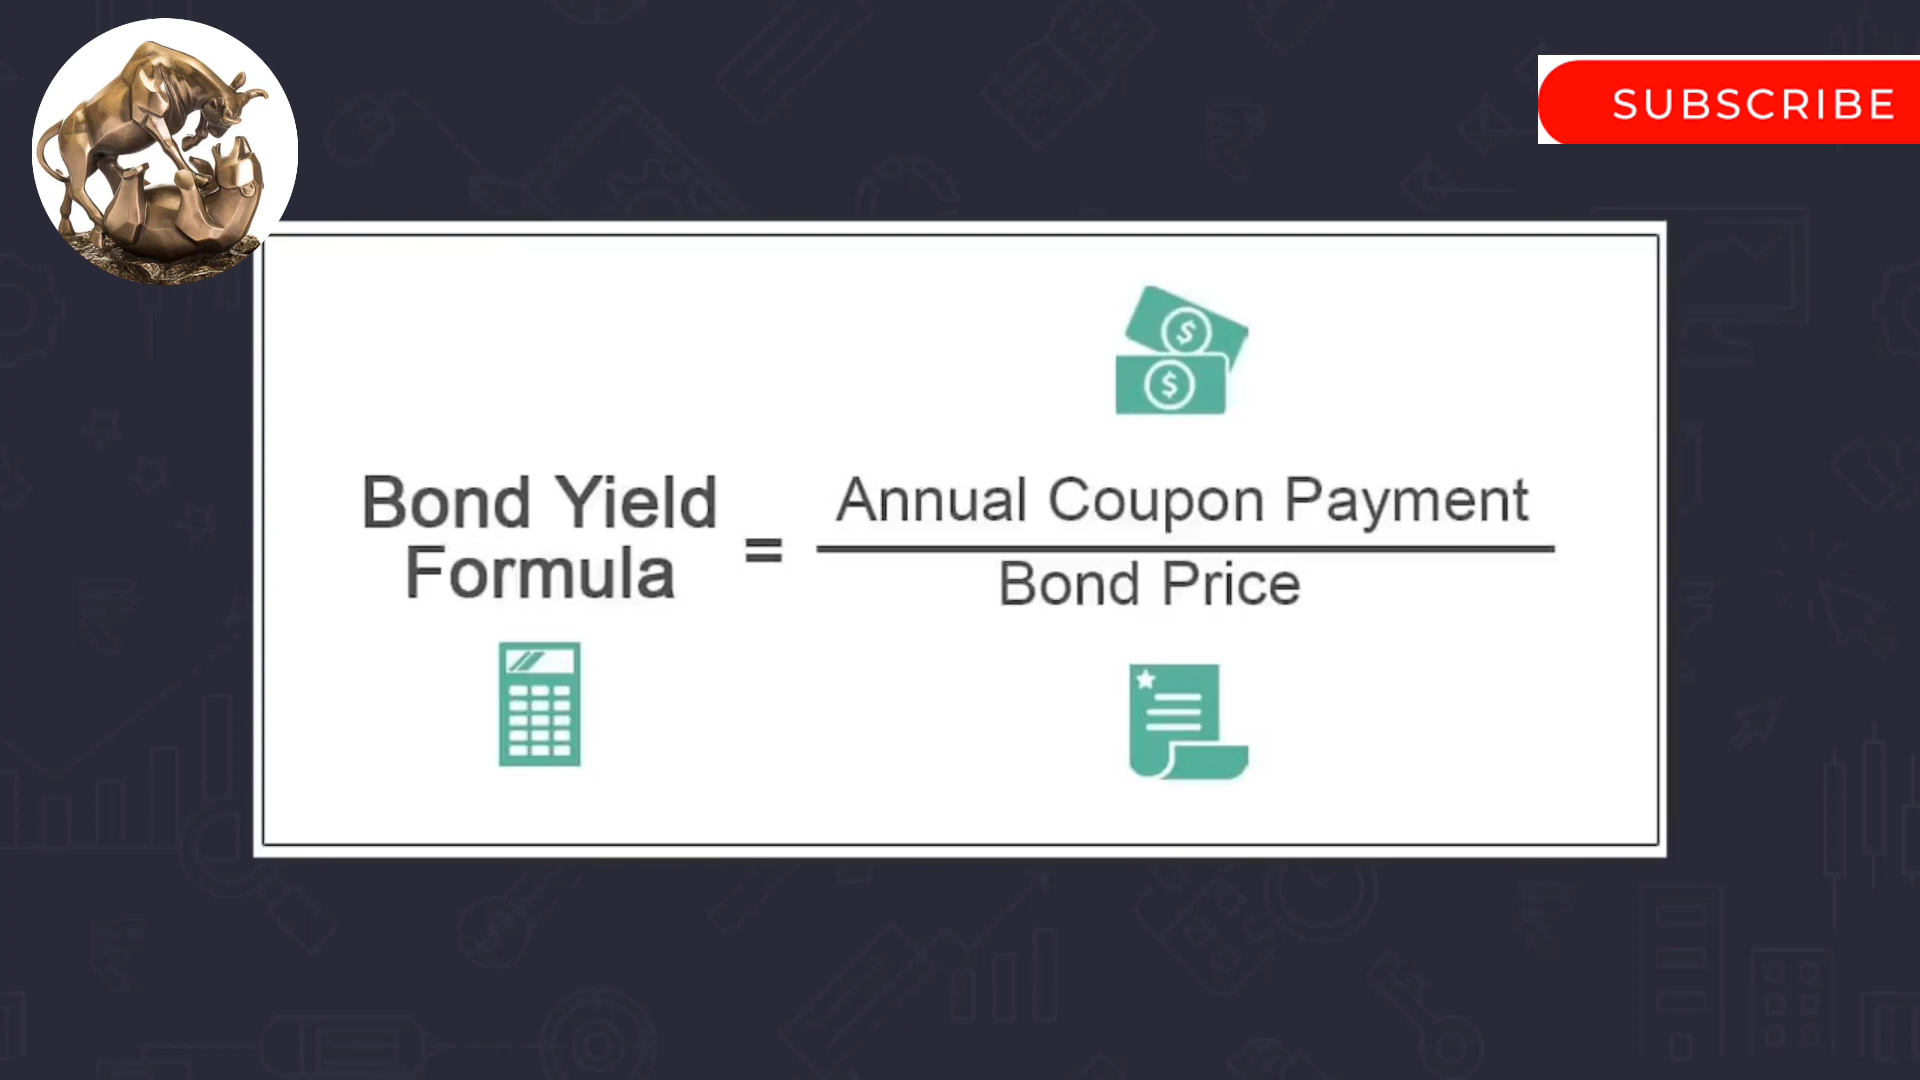 SUBSCRIBE
$
$
Bond Yield
Formula
=
Annual Coupon Payment
Bond Price